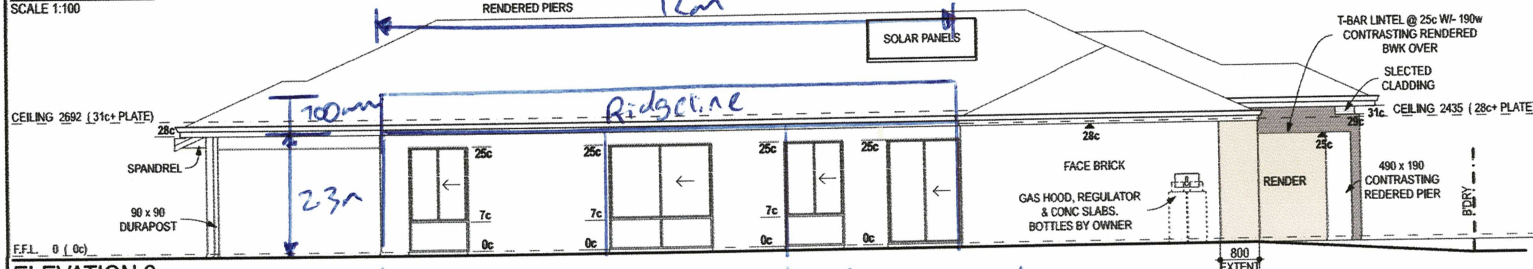 SCALE 1:100
RENDERED PIERS
12m
SOLAR PANELS
T-BAR LINTEL @ 25c W/- 190w
CONTRASTING RENDERED
BWK OVER
SLECTED
CLADDING
700mm
Ridgeline
CEILING 2692 (31c+ PLATE)
CEILING 2435 (28c+ PLATE
28c
31c
29c
28c
25c
25c
25c
25c
25c
SPANDREL
FACE BRICK
2.3m
90 x 90
DURAPOST
GAS HOOD, REGULATOR
& CONC SLABS.
BOTTLES BY OWNER
RENDER
490 x 190
CONTRASTING
REDERED PIER
B'DRY
7c
7c
7c
F.F.L. 0 ( 0c)
0c
0c
0c
0c
800
EXTENT
ELEVATION